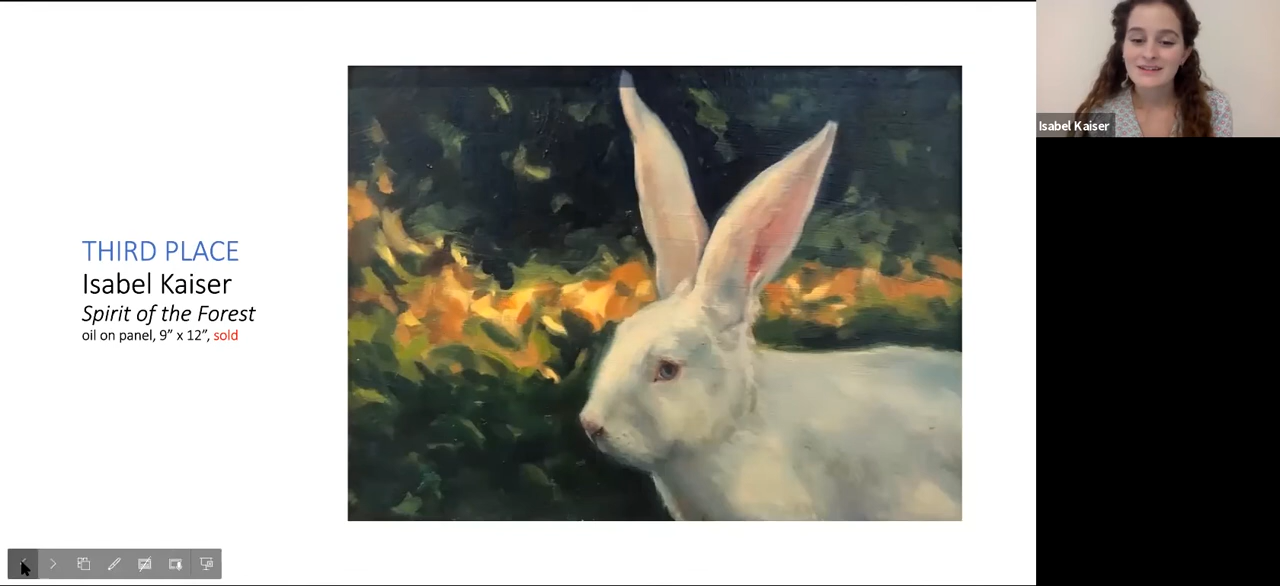 THIRD PLACE
Isabel Kaiser
Spirit of the Forest
oil on panel, 9” x 12”, sold
Isabel Kaiser